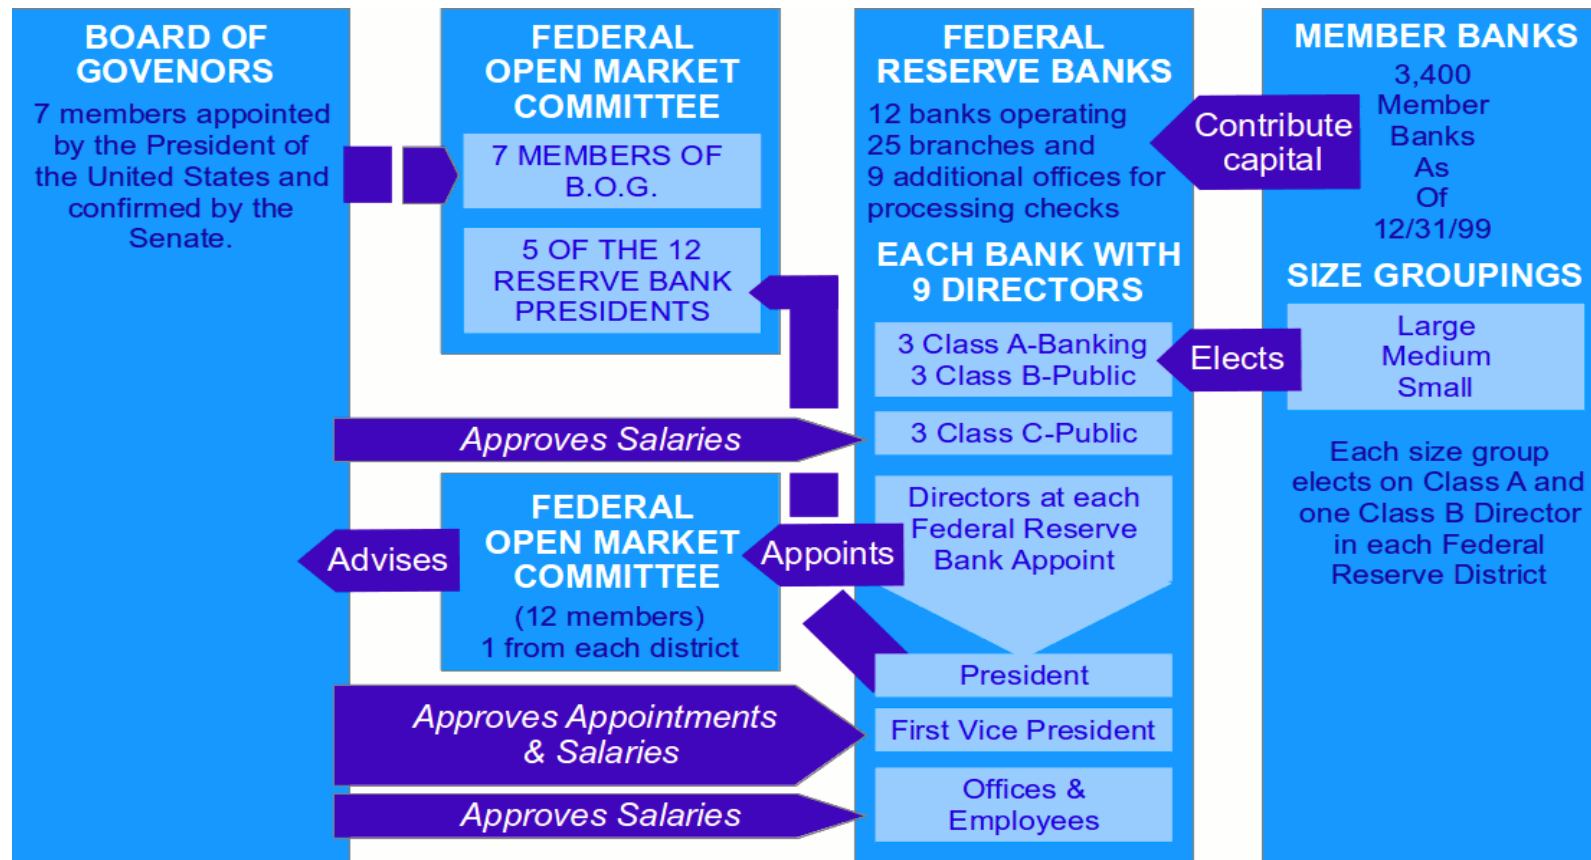 BOARD OF
GOVENORS
7 members appointed
by the President of
the United States and
confirmed by the
Senate.
FEDERAL
OPEN MARKET
COMMITTEE
7 MEMBERS OF
B.O.G.
5 OF THE 12
RESERVE BANK
PRESIDENTS
Approves Salaries
FEDERAL
OPEN MARKET
COMMITTEE
(12 members)
1 from each district
Advises
Appoints
Approves Appointments
& Salaries
Approves Salaries
FEDERAL
RESERVE BANKS
12 banks operating
25 branches and
9 additional offices for
processing checks
EACH BANK WITH
9 DIRECTORS
3 Class A-Banking
3 Class B-Public
3 Class C-Public
Directors at each
Federal Reserve
Bank Appoint
President
First Vice President
Offices &
Employees
Contribute
capital
Elects
MEMBER BANKS
3,400
Member
Banks
As
Of
12/31/99
SIZE GROUPINGS
Large
Medium
Small
Each size group
elects on Class A and
one Class B Director
in each Federal
Reserve District